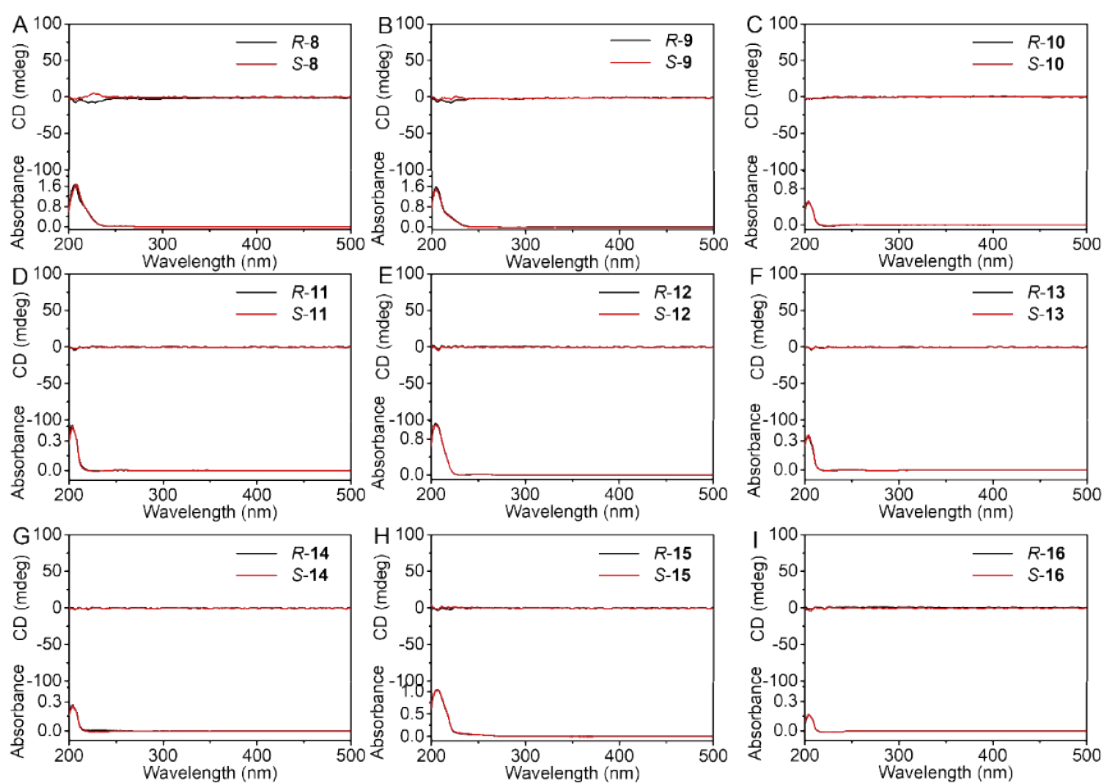 A
100
50
0
-50
-100
CD (mdeg)
R-8
S-8
1.6
0.8
0.0
Absorbance
200 300 400 500
Wavelength (nm)
B
100
50
0
-50
-100
CD (mdeg)
R-9
S-9
1.6
0.8
0.0
Absorbance
200 300 400 500
Wavelength (nm)
C
100
50
0
-50
-100
CD (mdeg)
R-10
S-10
0.8
0.0
Absorbance
200 300 400 500
Wavelength (nm)
D
100
50
0
-50
-100
CD (mdeg)
R-11
S-11
0.3
0.0
Absorbance
200 300 400 500
Wavelength (nm)
E
100
50
0
-50
-100
CD (mdeg)
R-12
S-12
0.8
0.0
Absorbance
200 300 400 500
Wavelength (nm)
F
100
50
0
-50
-100
CD (mdeg)
R-13
S-13
0.3
0.0
Absorbance
200 300 400 500
Wavelength (nm)
G
100
50
0
-50
-100
CD (mdeg)
R-14
S-14
0.3
0.0
Absorbance
200 300 400 500
Wavelength (nm)
H
100
50
0
-50
-100
CD (mdeg)
R-15
S-15
1.0
0.5
0.0
Absorbance
200 300 400 500
Wavelength (nm)
I
100
50
0
-50
-100
CD (mdeg)
R-16
S-16
0.3
0.0
Absorbance
200 300 400 500
Wavelength (nm)